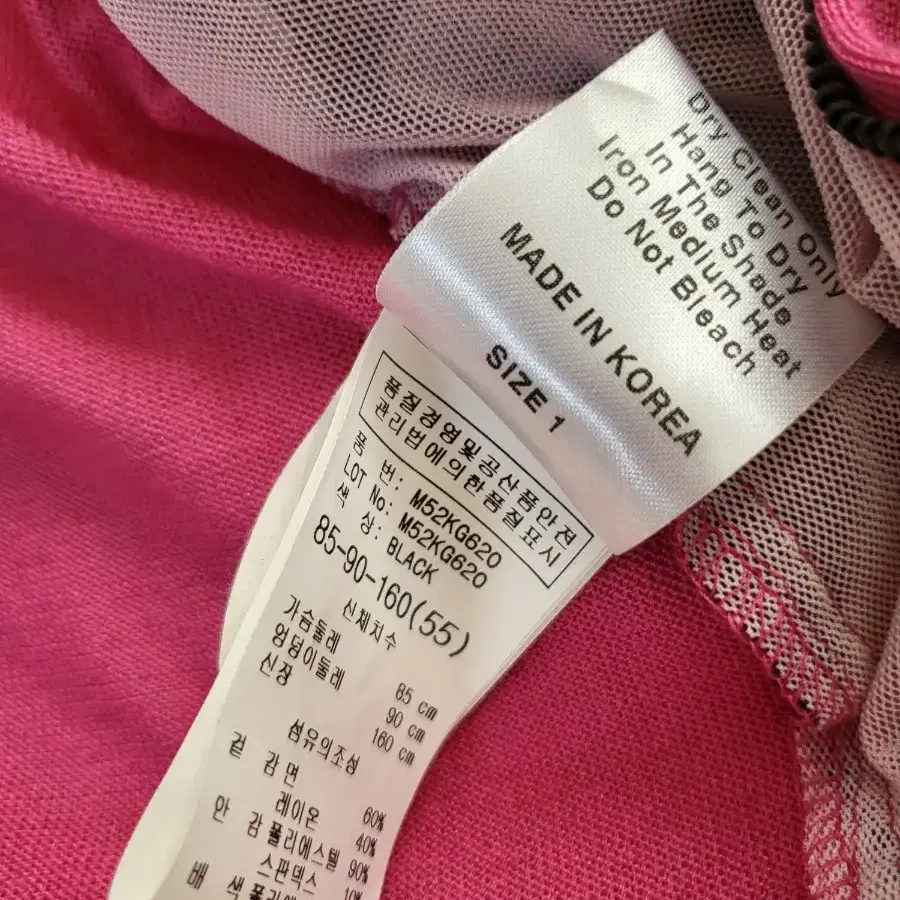 Dry Clean Only
Hang To Dry
In The Shade
Iron Medium Heat
Do Not Bleach
MADE IN KOREA
SIZE 1
품질경영및공산품안전
관리법에의한품질표시
품 번: M52KG620
LOT No: M52KG620
색 상: BLACK
85-90-160(55)
신체치수
가슴둘레 85 cm
엉덩이둘레 90 cm
신장 160 cm
섬유의조성
겉 감 면 60%
레이온 40%
안 감 폴리에스텔 90%
스판덱스 10%
배 색